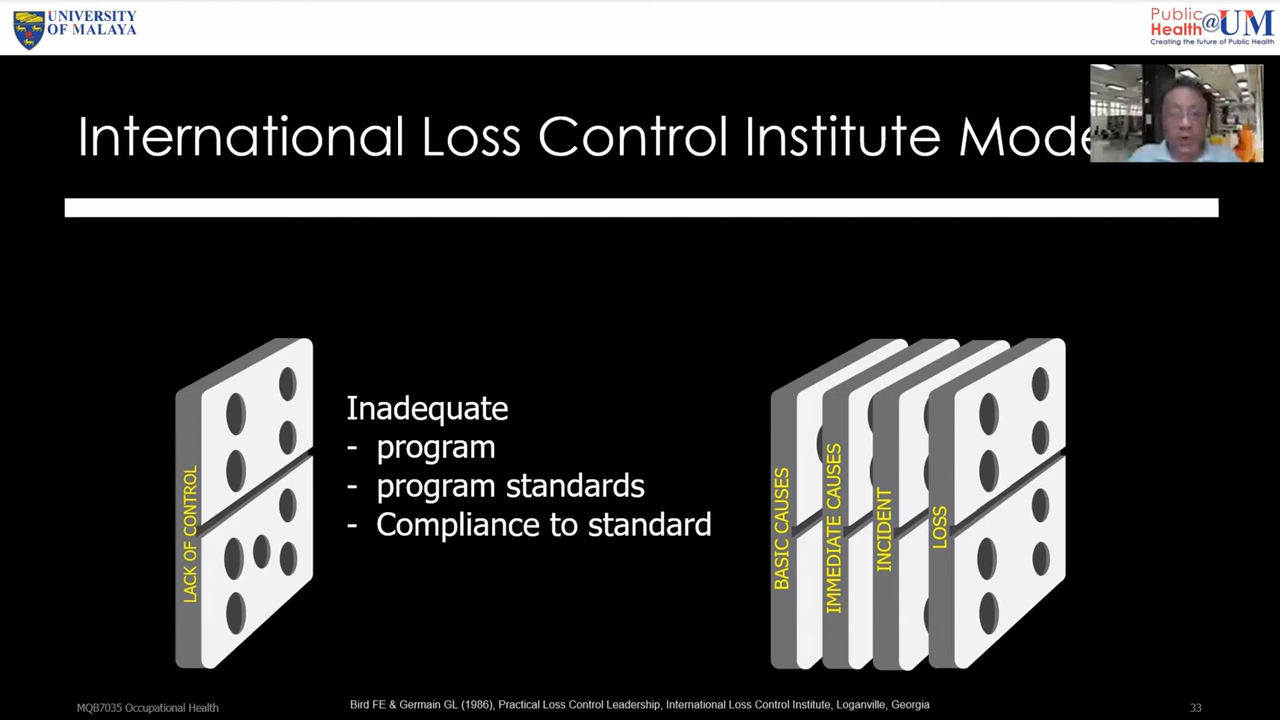 UNIVERSITY
OF MALAYA
Public
Health@UM
Creating the future of Public Health
International Loss Control Institute Mode
LACK OF CONTROL
Inadequate
- program
- program standards
- Compliance to standard
BASIC CAUSES
IMMEDIATE CAUSES
INCIDENT
LOSS
MQB7035 Occupational Health
Bird FE & Germain GL (1986), Practical Loss Control Leadership, International Loss Control Institute, Loganville, Georgia
33